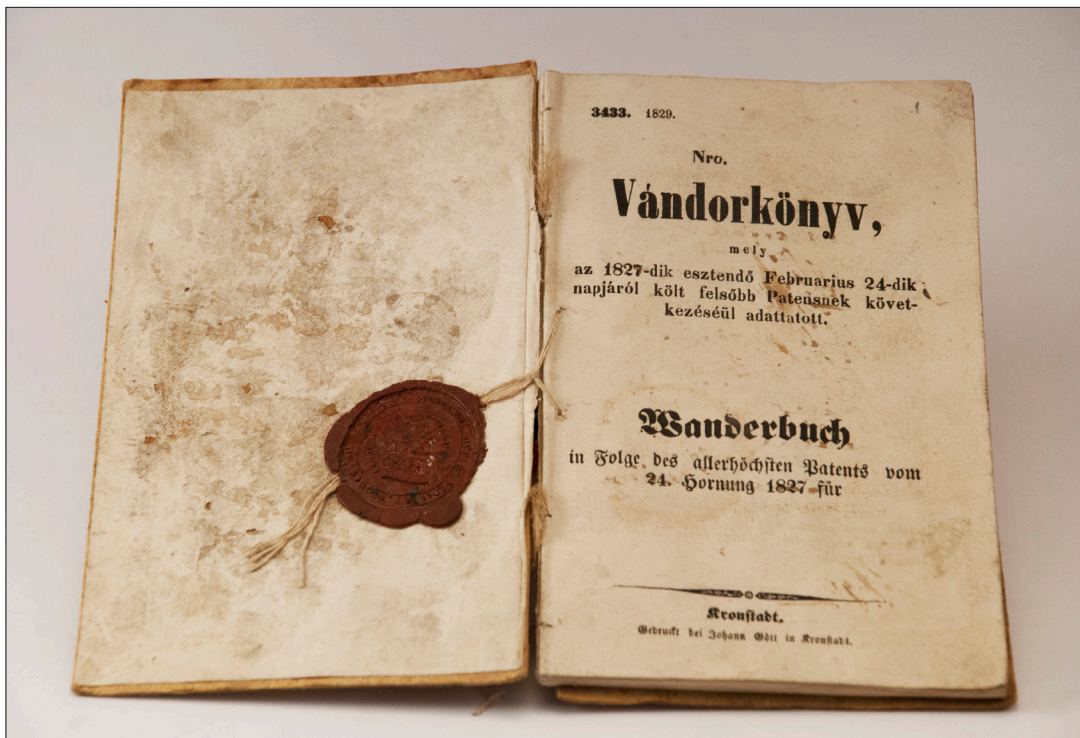 3433. 1829.
Nro.
Vándorkönyv,
mely
az 1827-dik esztendő Februarius 24-dik
napjáról költ felsőbb Patensnek követ-
kezéséül adattatott.
Wanderbuch
in Folge des allerhöchsten Patents vom
24. Hornung 1827 für
Kronstadt.
Gedruckt bei Johann Gött in Kronstadt.